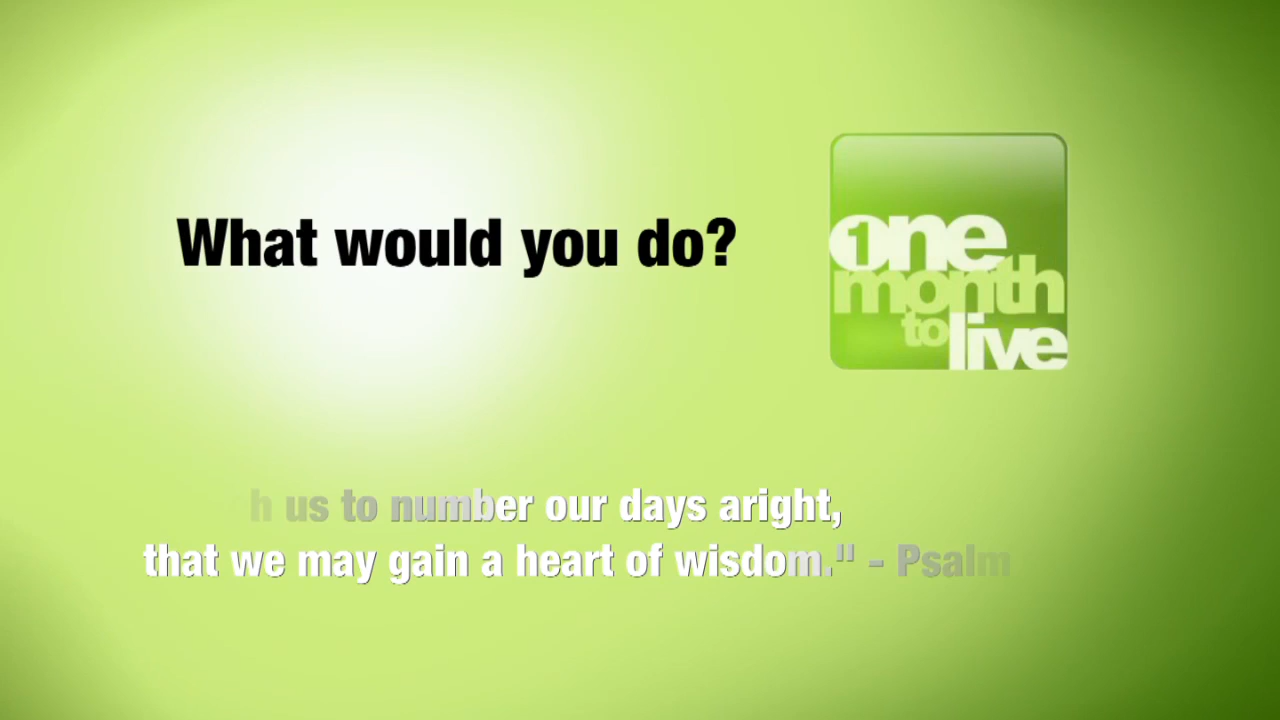 What would you do?
1
one
month
to live
h us to number our days aright,
that we may gain a heart of wisdom." - Psalm